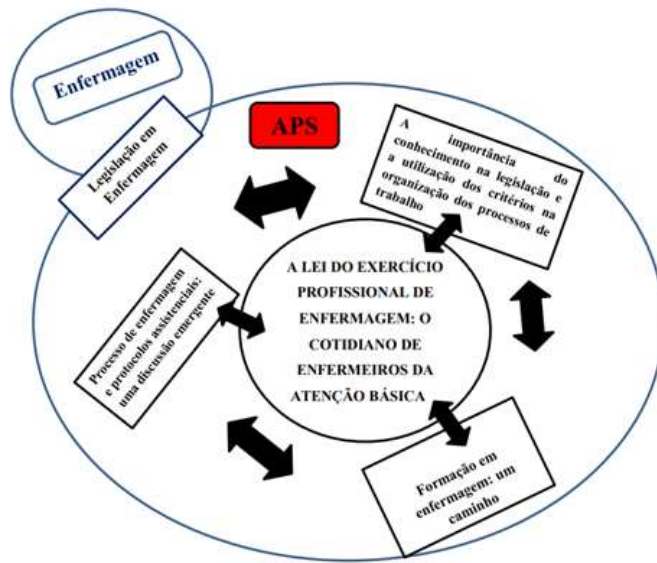 Enfermagem
Legislação em
Enfermagem
APS
A importância do
conhecimento na legislação e
a utilização dos critérios na
organização dos processos de
trabalho
A LEI DO EXERCÍCIO
PROFISSIONAL DE
ENFERMAGEM: O
COTIDIANO DE
ENFERMEIROS DA
ATENÇÃO BÁSICA
Processo de enfermagem
e protocolos assistenciais:
uma discussão emergente
Formação em
enfermagem: um
caminho